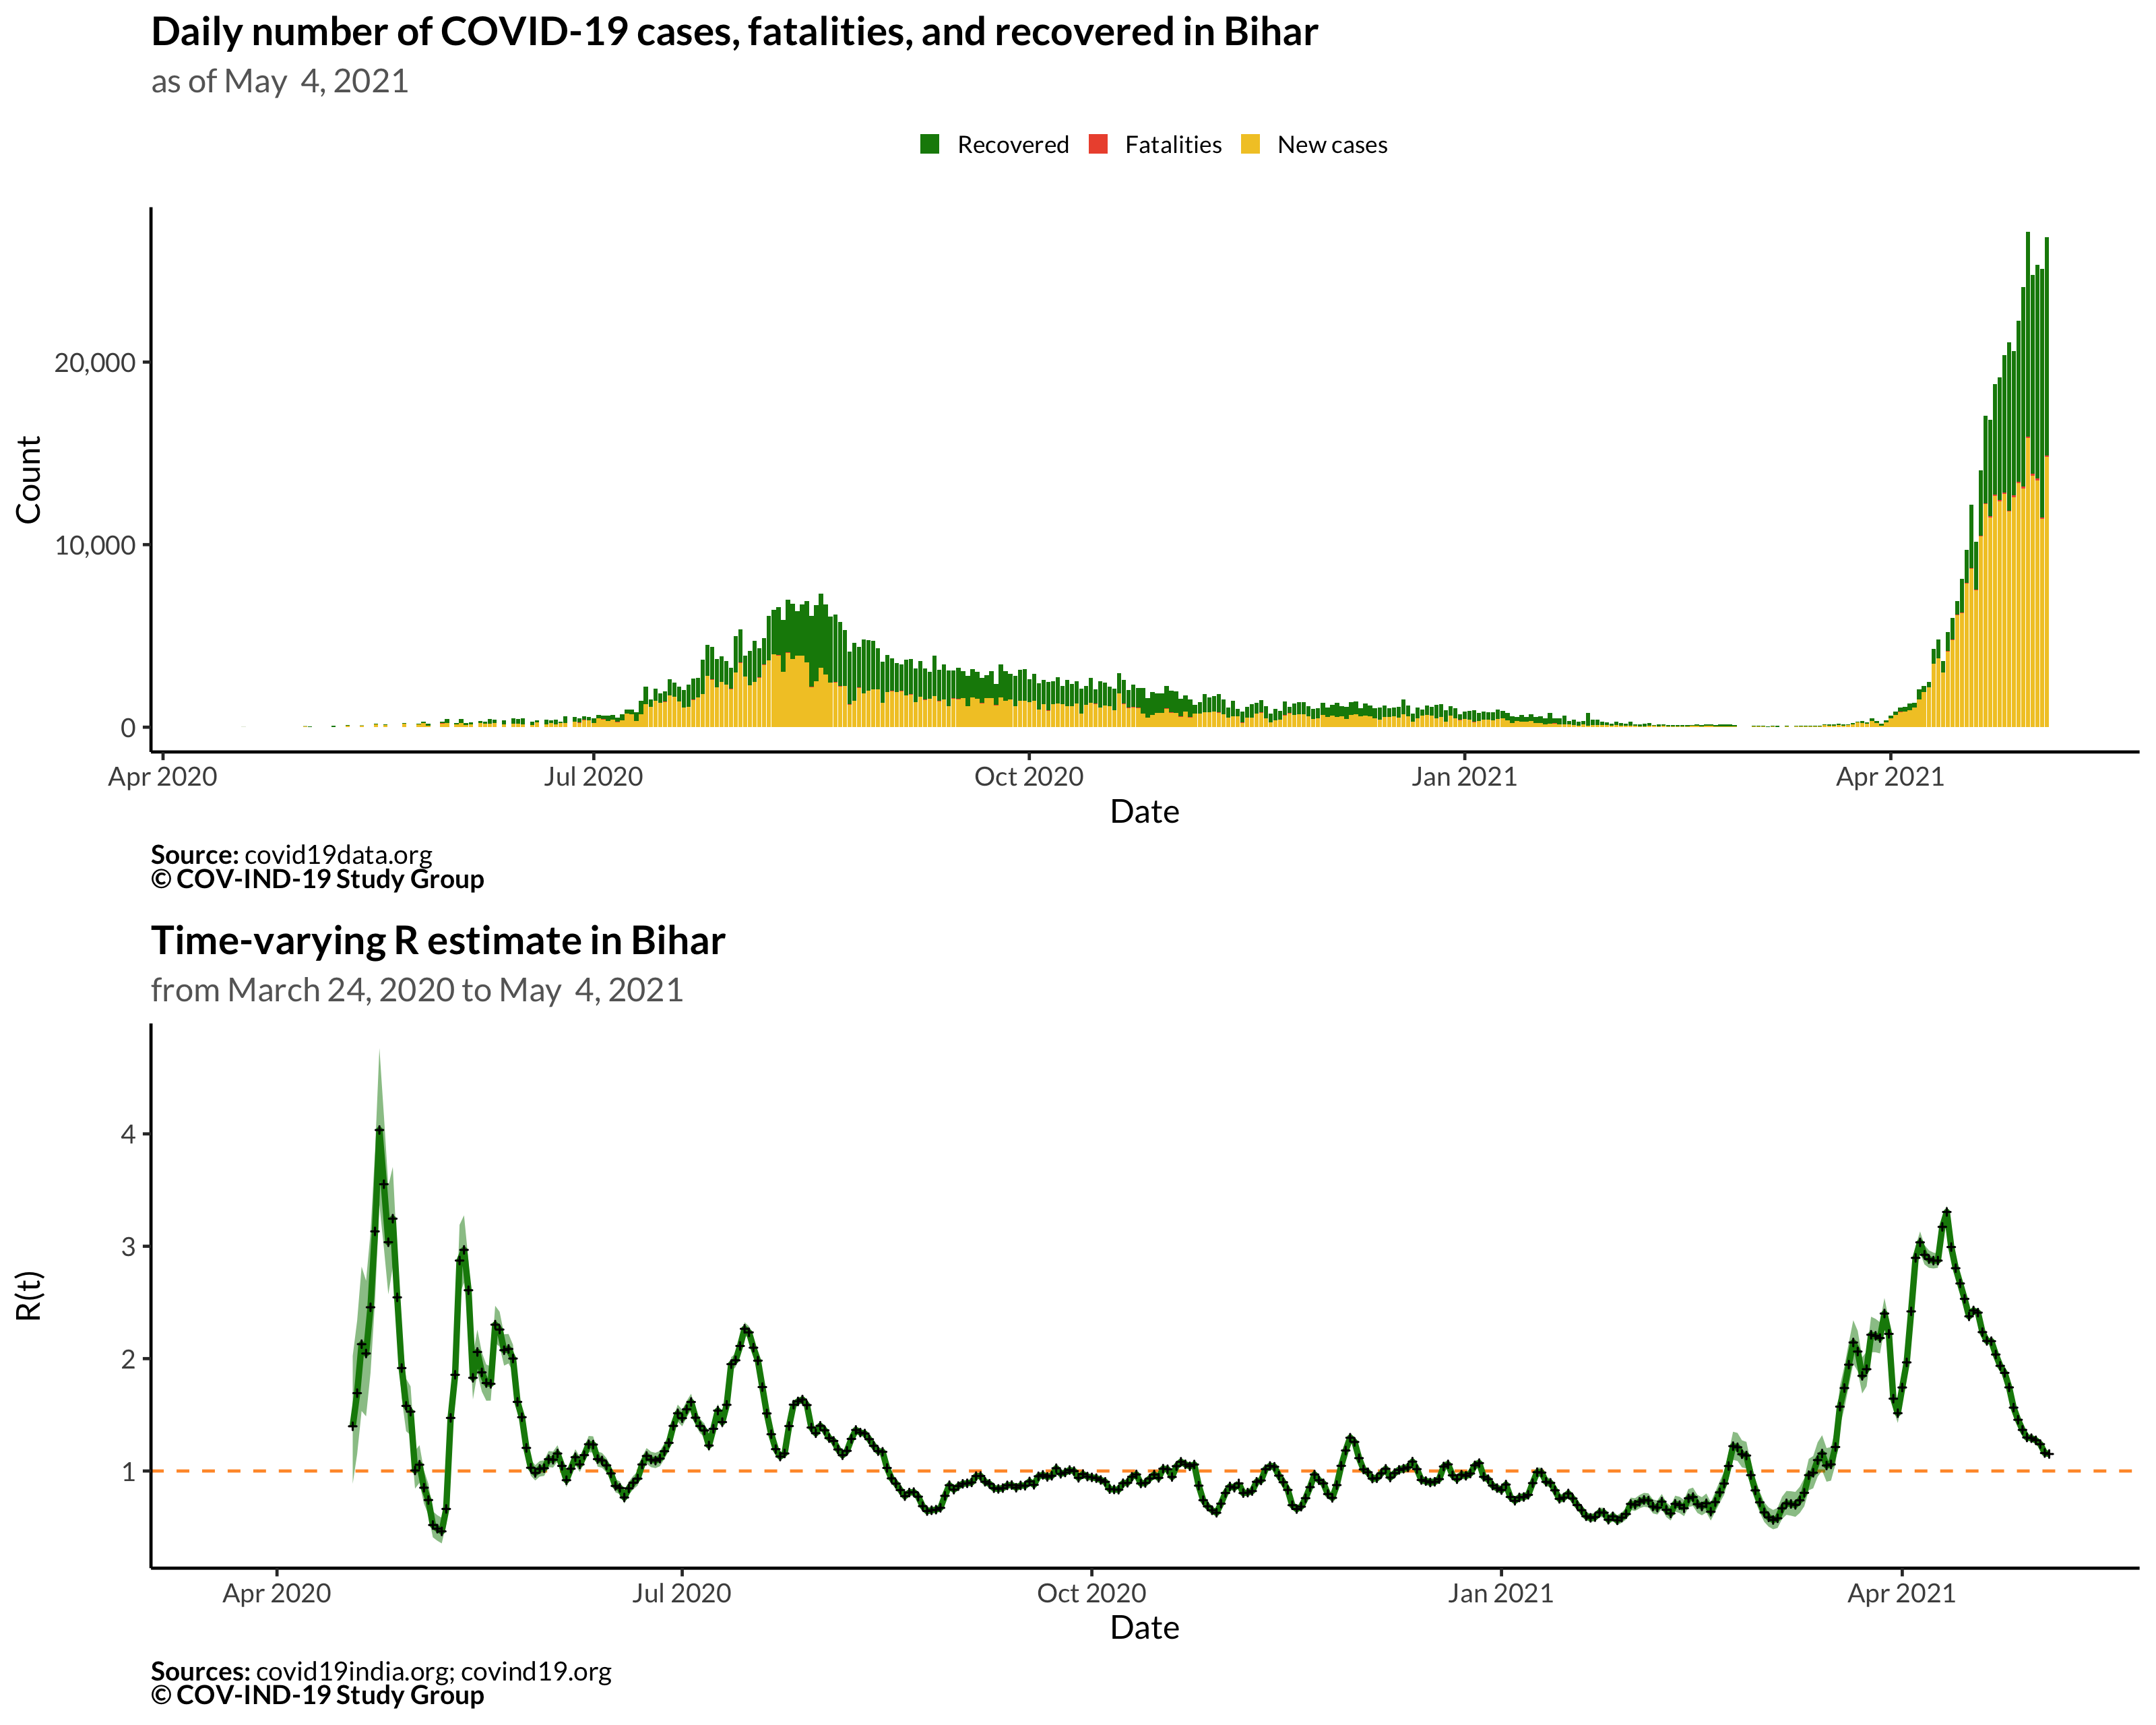 Daily number of COVID-19 cases, fatalities, and recovered in Bihar
as of May  4, 2021
Recovered Fatalities New cases
Count
20,000
10,000
0
Apr 2020 Jul 2020 Oct 2020 Jan 2021 Apr 2021
Date
Source: covid19data.org
© COV-IND-19 Study Group
Time-varying R estimate in Bihar
from March 24, 2020 to May  4, 2021
R(t)
4
3
2
1
Apr 2020 Jul 2020 Oct 2020 Jan 2021 Apr 2021
Date
Sources: covid19india.org; covind19.org
© COV-IND-19 Study Group